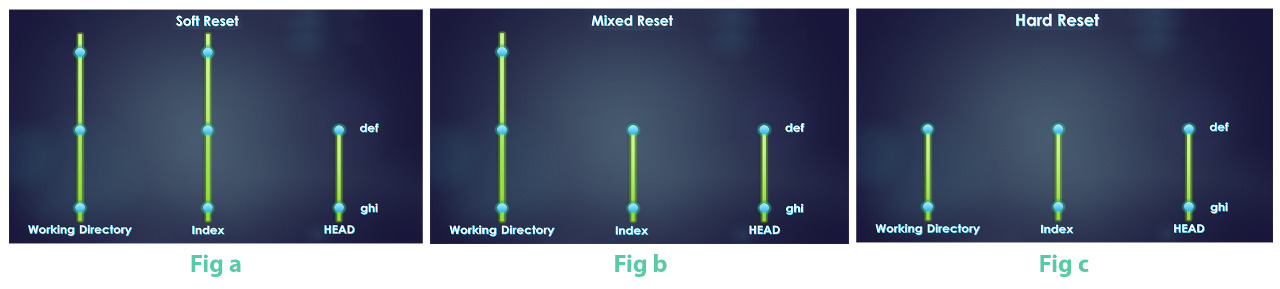 Soft Reset
def
ghi
Working Directory Index HEAD
Fig a
Mixed Reset
def
ghi
Working Directory Index HEAD
Fig b
Hard Reset
def
ghi
Working Directory Index HEAD
Fig c